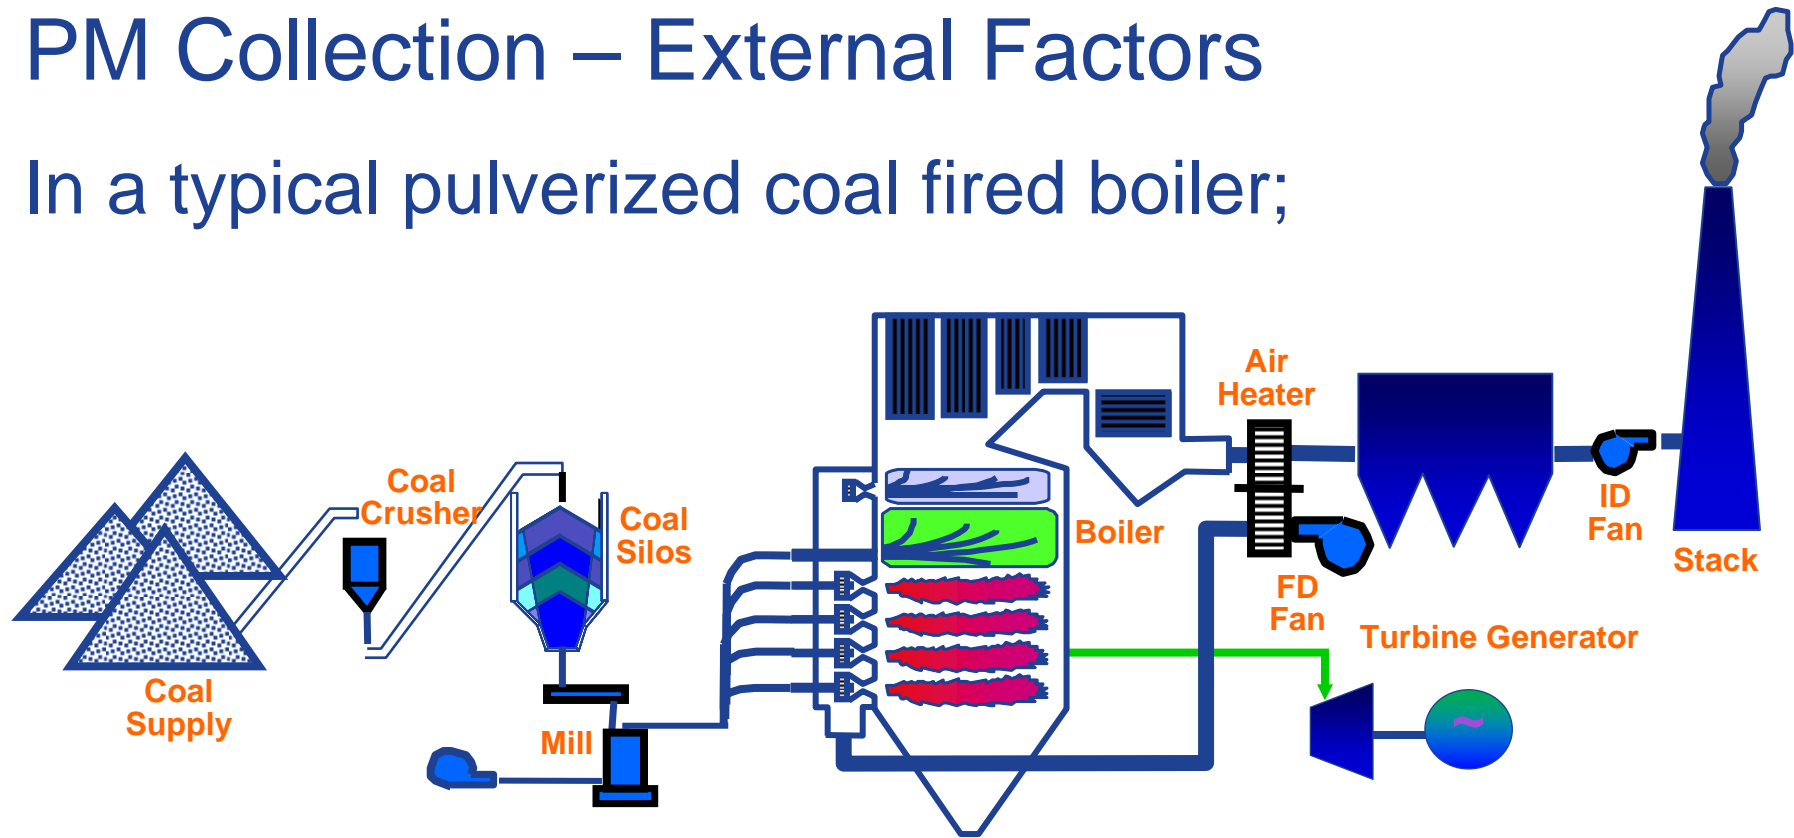 PM Collection – External Factors
In a typical pulverized coal fired boiler;
Air
Heater
Coal
Crusher
Coal
Silos
Boiler
ID
Fan
Stack
FD
Fan
Turbine Generator
Coal
Supply
Mill
~